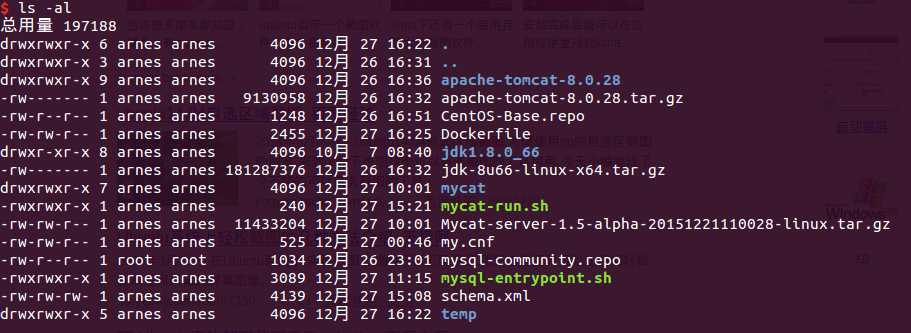 $ ls -al
总用量 197188
drwxrwxr-x 6 arnes arnes      4096 12月 27 16:22 .
drwxrwxr-x 3 arnes arnes      4096 12月 26 16:31 ..
drwxrwxr-x 9 arnes arnes      4096 12月 26 16:36 apache-tomcat-8.0.28
-rw------- 1 arnes arnes   9130958 12月 26 16:32 apache-tomcat-8.0.28.tar.gz
-rw-r--r-- 1 arnes arnes      1248 12月 26 16:51 CentOS-Base.repo
-rw-rw-r-- 1 arnes arnes      2455 12月 27 16:25 Dockerfile
drwxr-xr-x 8 arnes arnes      4096 10月  7 08:40 jdk1.8.0_66
-rw------- 1 arnes arnes 181287376 12月 26 16:32 jdk-8u66-linux-x64.tar.gz
drwxrwxr-x 7 arnes arnes      4096 12月 27 10:01 mycat
-rwxrwxr-x 1 arnes arnes       240 12月 27 15:21 mycat-run.sh
-rw-rw-r-- 1 arnes arnes  11433204 12月 27 10:01 Mycat-server-1.5-alpha-20151221110028-linux.tar.gz
-rw-rw-r-- 1 arnes arnes       525 12月 27 00:46 my.cnf
-rw-r--r-- 1 root  root       1034 12月 26 23:01 mysql-community.repo
-rwxrwxr-x 1 arnes arnes      3089 12月 27 11:15 mysql-entrypoint.sh
-rw-rw-rw- 1 arnes arnes      4139 12月 27 15:08 schema.xml
drwxrwxr-x 5 arnes arnes      4096 12月 27 16:22 temp
自动截屏
Windows